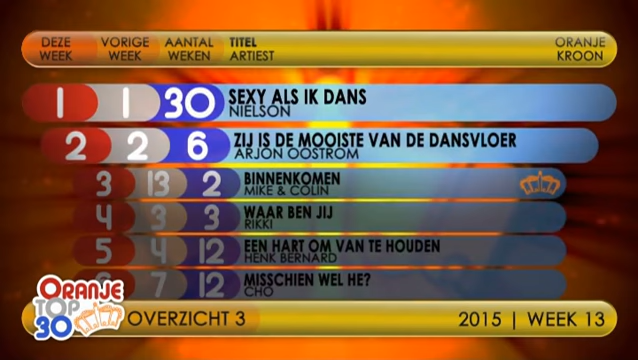 DEZE WEEK VORIGE WEEK AANTAL WEKEN TITEL ARTIEST ORANJE KROON
1 1 30 SEXY ALS IK DANS
NIELSON
2 2 6 ZIJ IS DE MOOISTE VAN DE DANSVLOER
ARJON OOSTROM
3 13 2 BINNENKOMEN
MIKE & COLIN
4 3 3 WAAR BEN JIJ
RIKKI
5 4 12 EEN HART OM VAN TE HOUDEN
HENK BERNARD
6 7 12 MISSCHIEN WEL HE?
CHO
ORANJE
TOP
30
OVERZICHT 3 2015 | WEEK 13